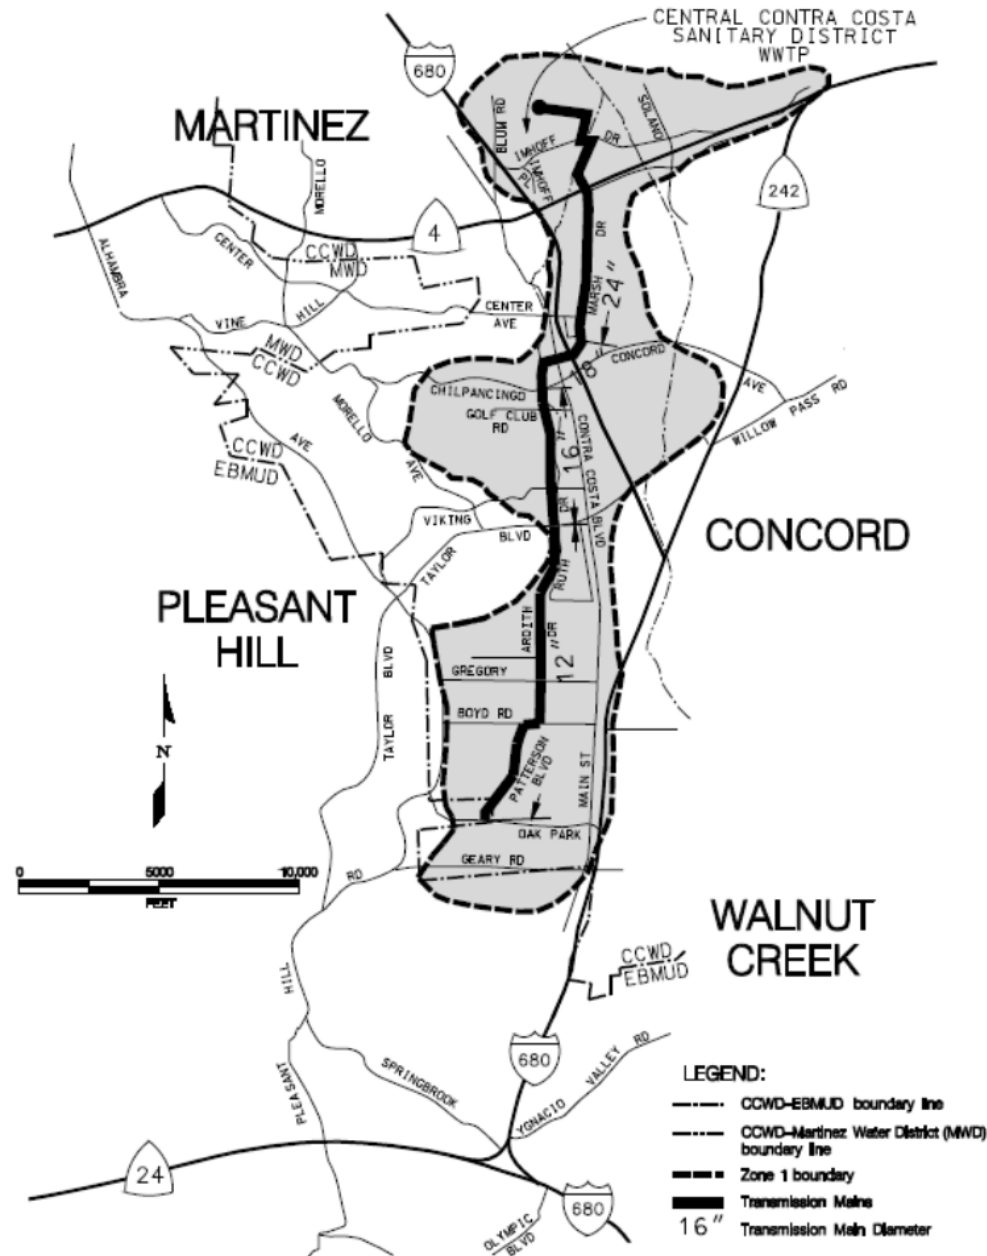 CENTRAL CONTRA COSTA
SANITARY DISTRICT
WWTP
680
MARTINEZ
BLUM RD
SOLANO
IMHOFF
DR
IMHOFF
PL
MORELLO
242
4
DR
MARSH
24"
ALHAMBRA
CENTER
CCWD
MWD
HILL
VINE
CENTER
AVE
MWD
CCWD
CONCORD
AVE
WILLOW PASS RD
CHILPANCINGO
GOLF CLUB
RD
16"
CONTRA COSTA BLVD
MORELLO
AVE
AVE
CCWD
EBMUD
VIKING
DR
BLVD
TAYLOR
CONCORD
RUTH
PLEASANT
HILL
ARDITH
DR
12"
GREGORY
BLVD
TAYLOR
BOYD RD
PATTERSON
BLVD
MAIN ST
N
OAK PARK
GEARY RD
RD
0 5000 10,000
FEET
WALNUT
CREEK
CCWD
EBMUD
HILL
PLEASANT
SPRINGBROOK
680
YGNACIO VALLEY RD
24
680
OLYMPIC
BLVD
LEGEND:
CCWD-EBMUD boundary line
CCWD-Martinez Water District (MWD)
boundary line
Zone 1 boundary
Transmission Mains
16" Transmission Main Diameter